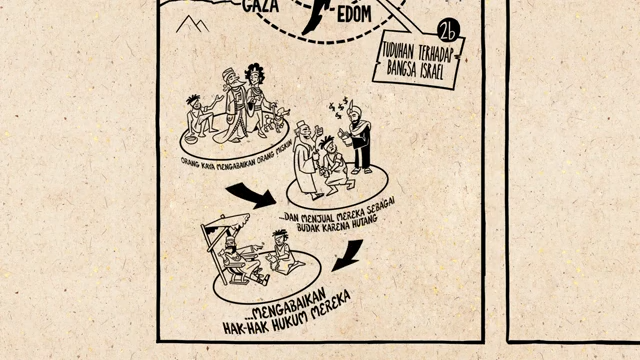 GAZA
EDOM
2b
TUDUHAN TERHADAP
BANGSA ISRAEL
ORANG KAYA MENGABAIKAN ORANG MISKIN
...DAN MENJUAL MEREKA SEBAGAI
BUDAK KARENA HUTANG
...MENGABAIKAN
HAK-HAK HUKUM MEREKA